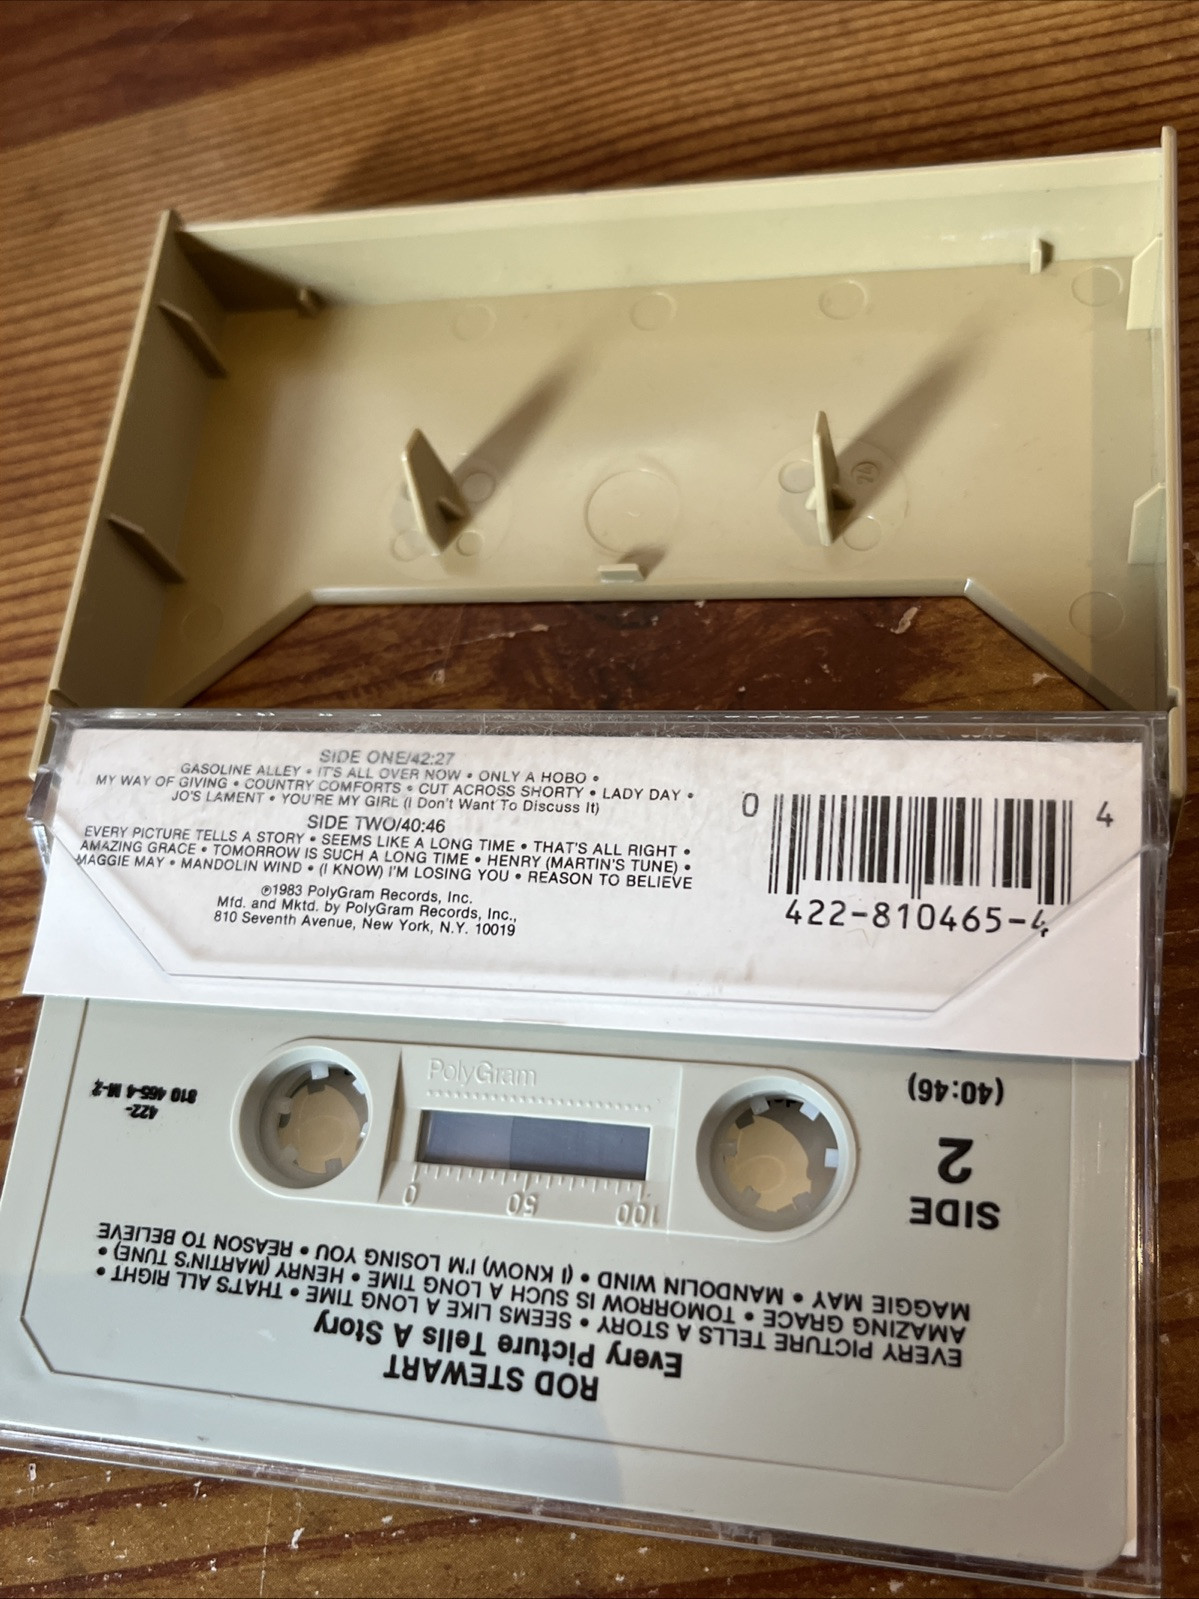 SIDE ONE/42:27
GASOLINE ALLEY • IT'S ALL OVER NOW • ONLY A HOBO •
MY WAY OF GIVING • COUNTRY COMFORTS • CUT ACROSS SHORTY • LADY DAY •
JO'S LAMENT • YOU'RE MY GIRL (I Don't Want To Discuss It)
SIDE TWO/40:46
EVERY PICTURE TELLS A STORY • SEEMS LIKE A LONG TIME • THAT'S ALL RIGHT •
AMAZING GRACE • TOMORROW IS SUCH A LONG TIME • HENRY (MARTIN'S TUNE) •
MAGGIE MAY • MANDOLIN WIND • (I KNOW) I'M LOSING YOU • REASON TO BELIEVE
℗1983 PolyGram Records, Inc.
Mfd. and Mktd. by PolyGram Records, Inc.,
810 Seventh Avenue, New York, N.Y. 10019
0 4
422-810465-4
PolyGram
0 50 100
ROD STEWART
Every Picture Tells A Story
EVERY PICTURE TELLS A STORY • SEEMS LIKE A LONG TIME • THAT'S ALL RIGHT •
AMAZING GRACE • TOMORROW IS SUCH A LONG TIME • HENRY (MARTIN'S TUNE) •
MAGGIE MAY • MANDOLIN WIND • (I KNOW) I'M LOSING YOU • REASON TO BELIEVE
SIDE
2
(40:46)
422-
810 465-4 M-2